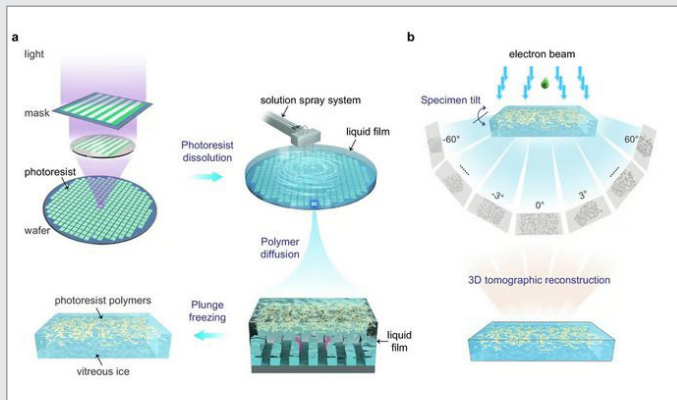 a
light
mask
photoresist
wafer
Photoresist
dissolution
solution spray system
liquid film
Polymer
diffusion
photoresist polymers
vitreous ice
Plunge
freezing
liquid
film
b
electron beam
Specimen tilt
-60°
60°
-3°
0°
3°
3D tomographic reconstruction